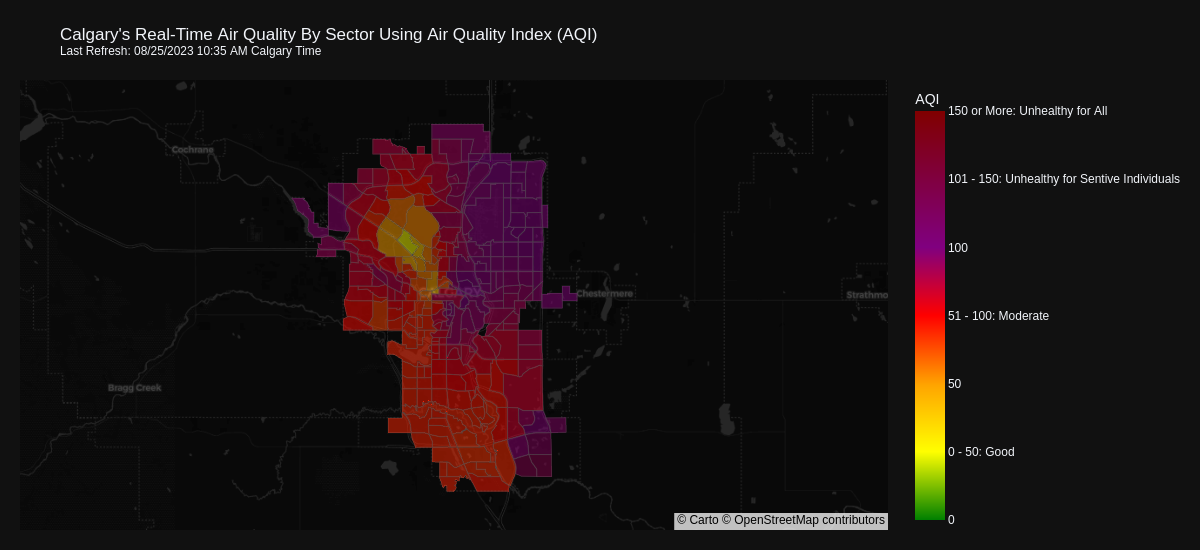 Calgary's Real-Time Air Quality By Sector Using Air Quality Index (AQI)
Last Refresh: 08/25/2023 10:35 AM Calgary Time
AQI
150 or More: Unhealthy for All
Cochrane
101 - 150: Unhealthy for Sentive Individuals
100
Chestermere
Strathmo
51 - 100: Moderate
Bragg Creek
50
0 - 50: Good
© Carto © OpenStreetMap contributors
0